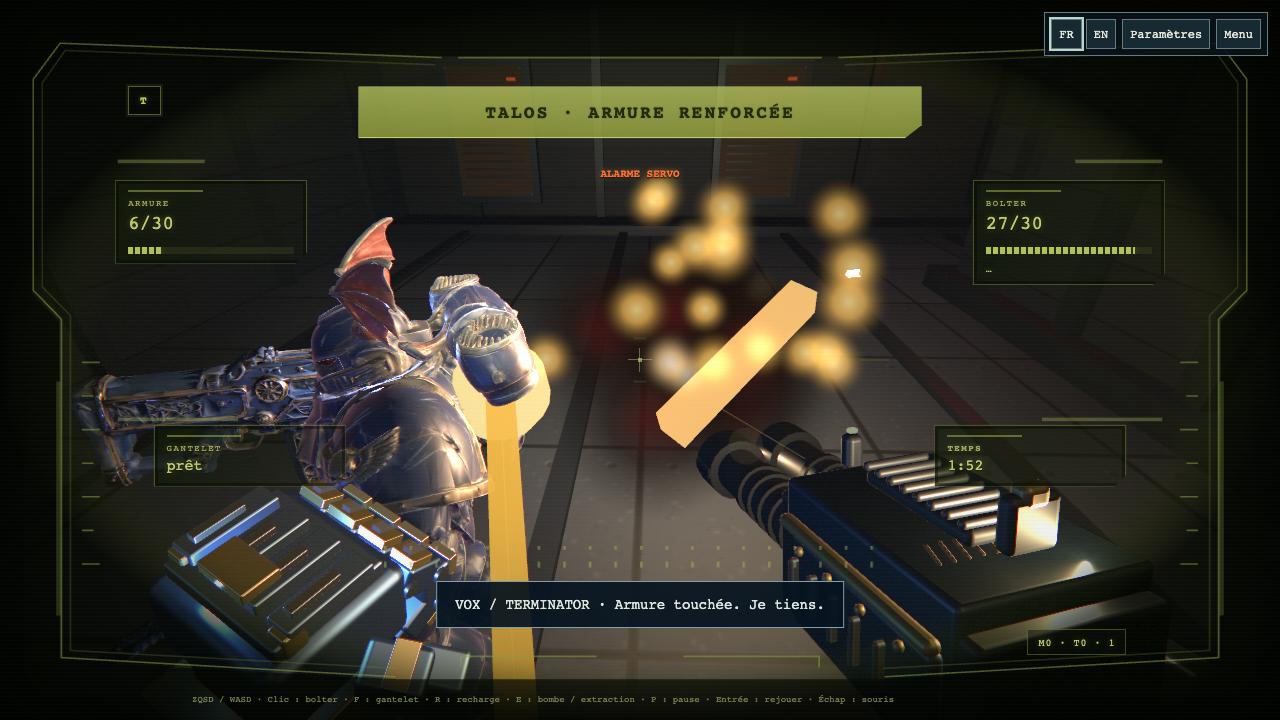 FR EN Paramètres Menu
T
TALOS · ARMURE RENFORCÉE
ALARME SERVO
ARMURE
6/30
BOLTER
27/30
…
GANTELET
prêt
TEMPS
1:52
VOX / TERMINATOR · Armure touchée. Je tiens.
M0 · T0 · 1
ZQSD / WASD · Clic : bolter · F : gantelet · R : recharge · E : bombe / extraction · P : pause · Entrée : rejouer · Échap : souris